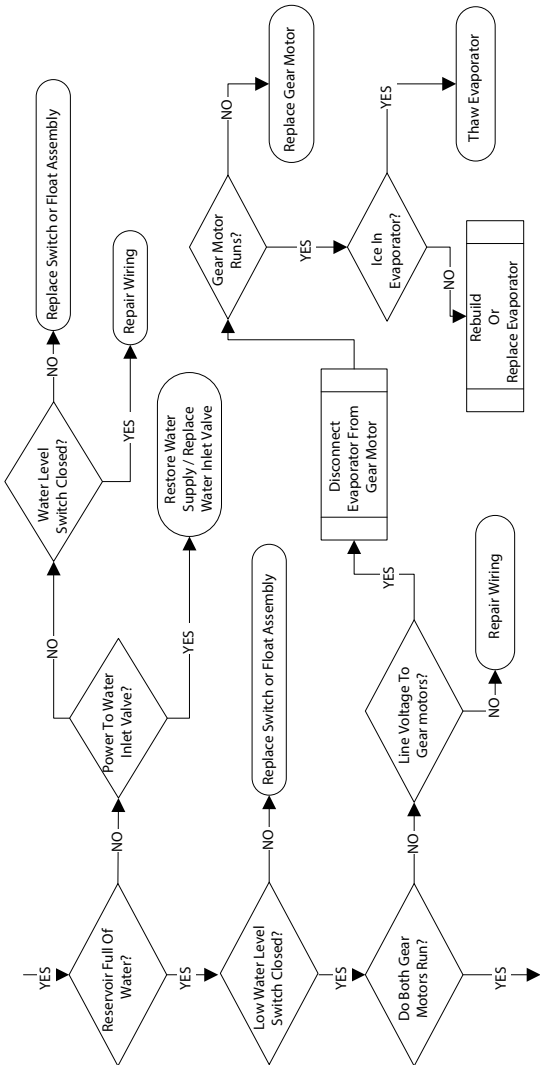 YES
Reservoir Full Of
Water?
NO
Power To Water
Inlet Valve?
NO
Water Level
Switch Closed?
NO
Replace Switch or Float Assembly
YES
Repair Wiring
YES
Restore Water
Supply / Replace
Water Inlet Valve
YES
Low Water Level
Switch Closed?
NO
Replace Switch or Float Assembly
YES
Do Both Gear
Motors Run?
NO
Line Voltage To
Gear motors?
NO
Repair Wiring
YES
Disconnect
Evaporator From
Gear Motor
Gear Motor
Runs?
NO
Replace Gear Motor
YES
Ice In
Evaporator?
YES
Thaw Evaporator
NO
Rebuild
Or
Replace Evaporator
YES